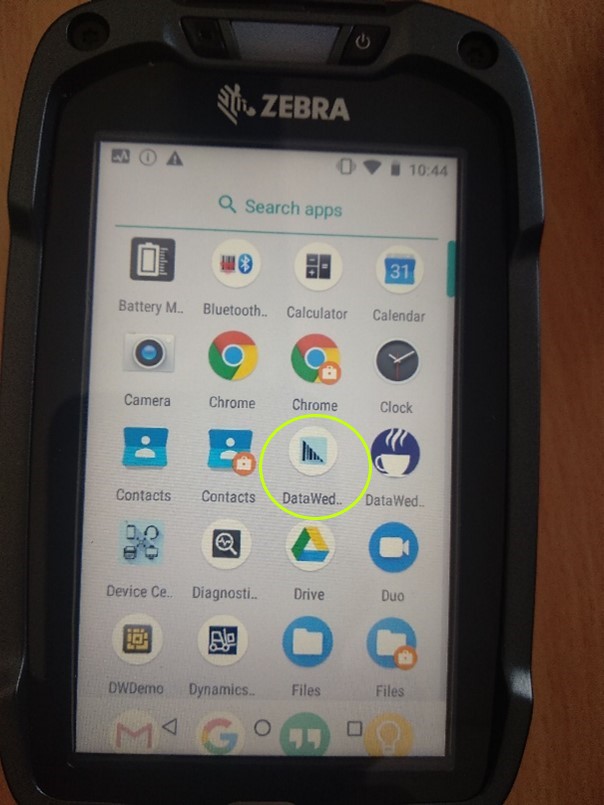 ZEBRA
10:44
Search apps
Battery M..
Bluetooth..
Calculator
31
Calendar
Camera
Chrome
Chrome
Clock
Contacts
Contacts
DataWed..
DataWed..
Device Ce..
Diagnosti..
Drive
Duo
DWDemo
Dynamics..
Files
Files